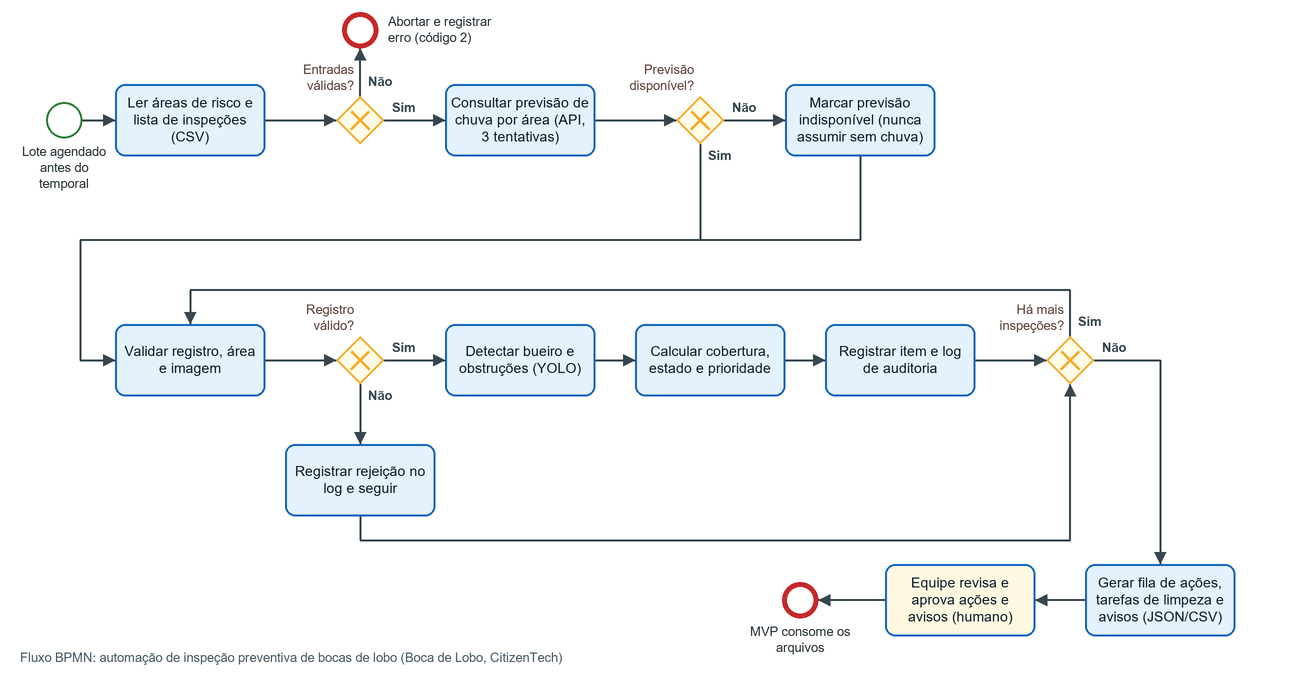 Abortar e registrar
erro (código 2)
Entradas
válidas?
Não
Previsão
disponível?
Ler áreas de risco e
lista de inspeções
(CSV)
Sim
Consultar previsão de
chuva por área (API,
3 tentativas)
Não
Marcar previsão
indisponível (nunca
assumir sem chuva)
Lote agendado
antes do
temporal
Sim
Registro
válido?
Há mais
inspeções?
Sim
Validar registro, área
e imagem
Sim
Detectar bueiro e
obstruções (YOLO)
Calcular cobertura,
estado e prioridade
Registrar item e log
de auditoria
Não
Não
Registrar rejeição no
log e seguir
Equipe revisa e
aprova ações e
avisos (humano)
Gerar fila de ações,
tarefas de limpeza e
avisos (JSON/CSV)
MVP consome os
arquivos
Fluxo BPMN: automação de inspeção preventiva de bocas de lobo (Boca de Lobo, CitizenTech)